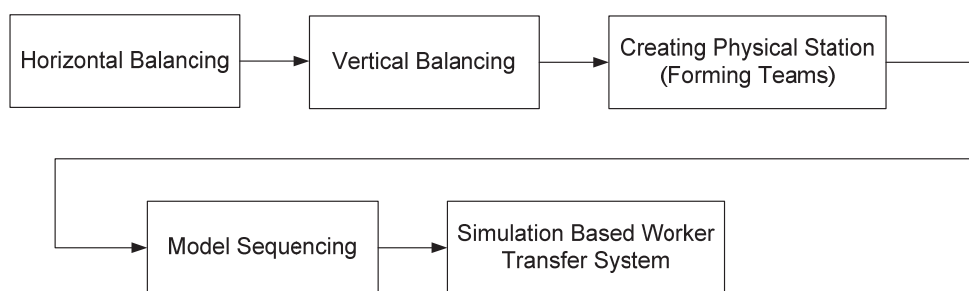 Horizontal Balancing
Vertical Balancing
Creating Physical Station
(Forming Teams)
Model Sequencing
Simulation Based Worker
Transfer System